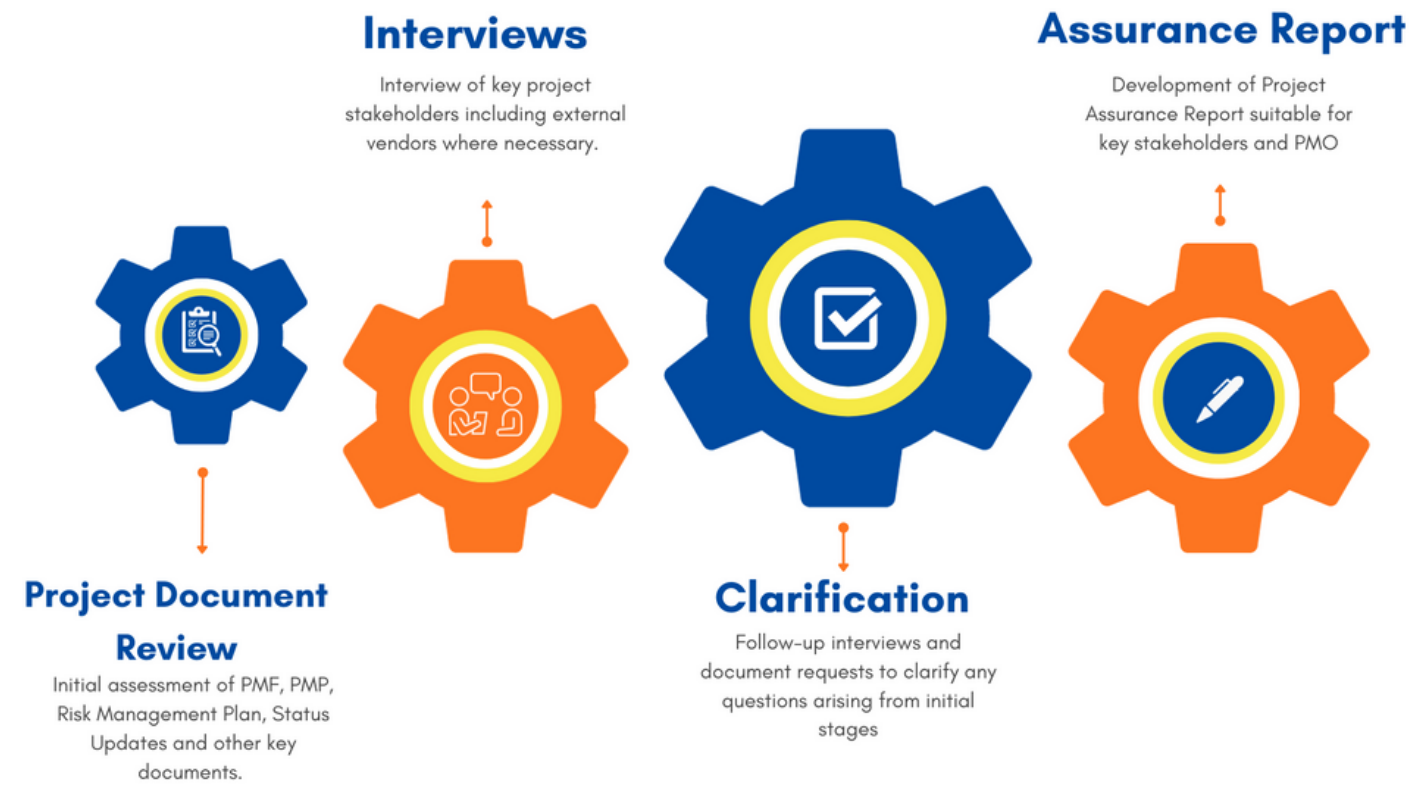 Project Document
Review
Initial assessment of PMF, PMP,
Risk Management Plan, Status
Updates and other key
documents.
Interviews
Interview of key project
stakeholders including external
vendors where necessary.
Clarification
Follow-up interviews and
document requests to clarify any
questions arising from initial
stages
Assurance Report
Development of Project
Assurance Report suitable for
key stakeholders and PMO